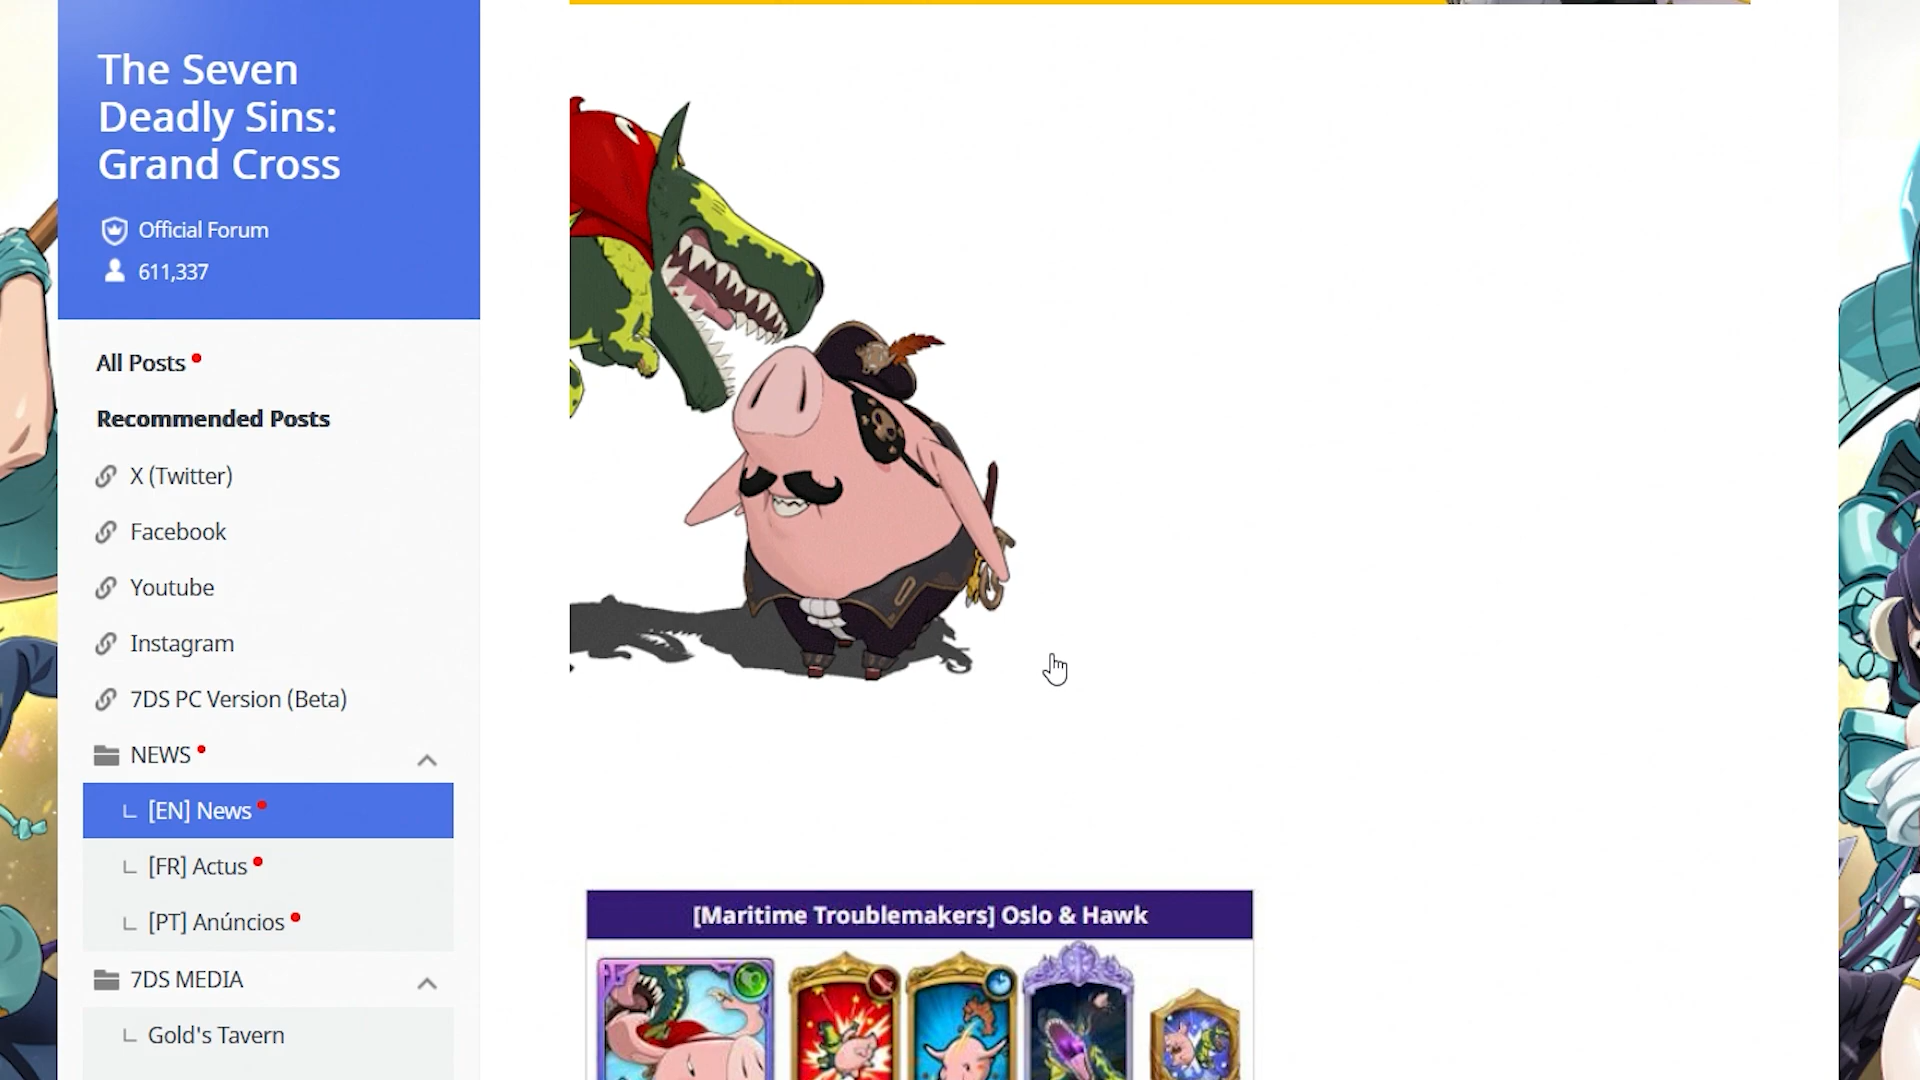 The Seven
Deadly Sins:
Grand Cross
Official Forum
611,337
All Posts
Recommended Posts
X (Twitter)
Facebook
Youtube
Instagram
7DS PC Version (Beta)
NEWS
[EN] News
[FR] Actus
[PT] Anúncios
7DS MEDIA
Gold's Tavern
[Maritime Troublemakers] Oslo & Hawk